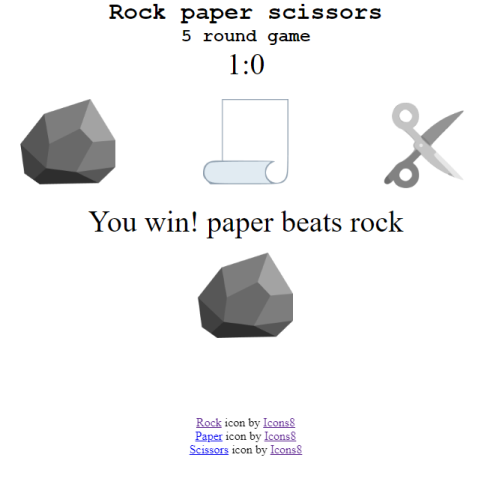 Rock paper scissors
5 round game
1:0
You win! paper beats rock
Rock icon by Icons8
Paper icon by Icons8
Scissors icon by Icons8